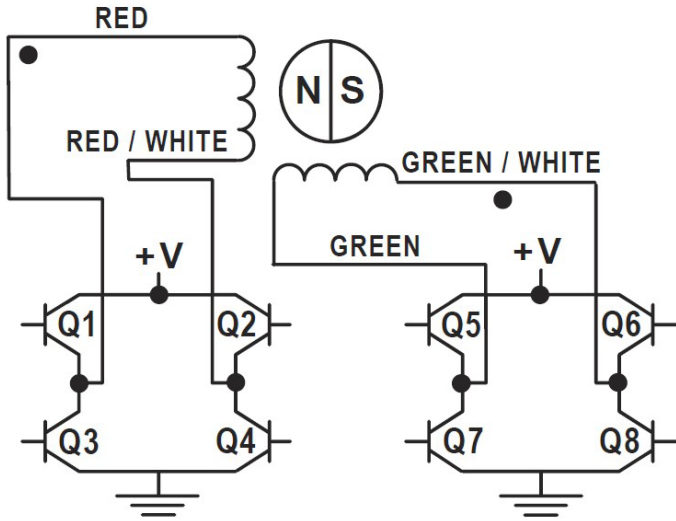 RED
N S
RED / WHITE
GREEN / WHITE
GREEN
+V
+V
Q1
Q2
Q5
Q6
Q3
Q4
Q7
Q8